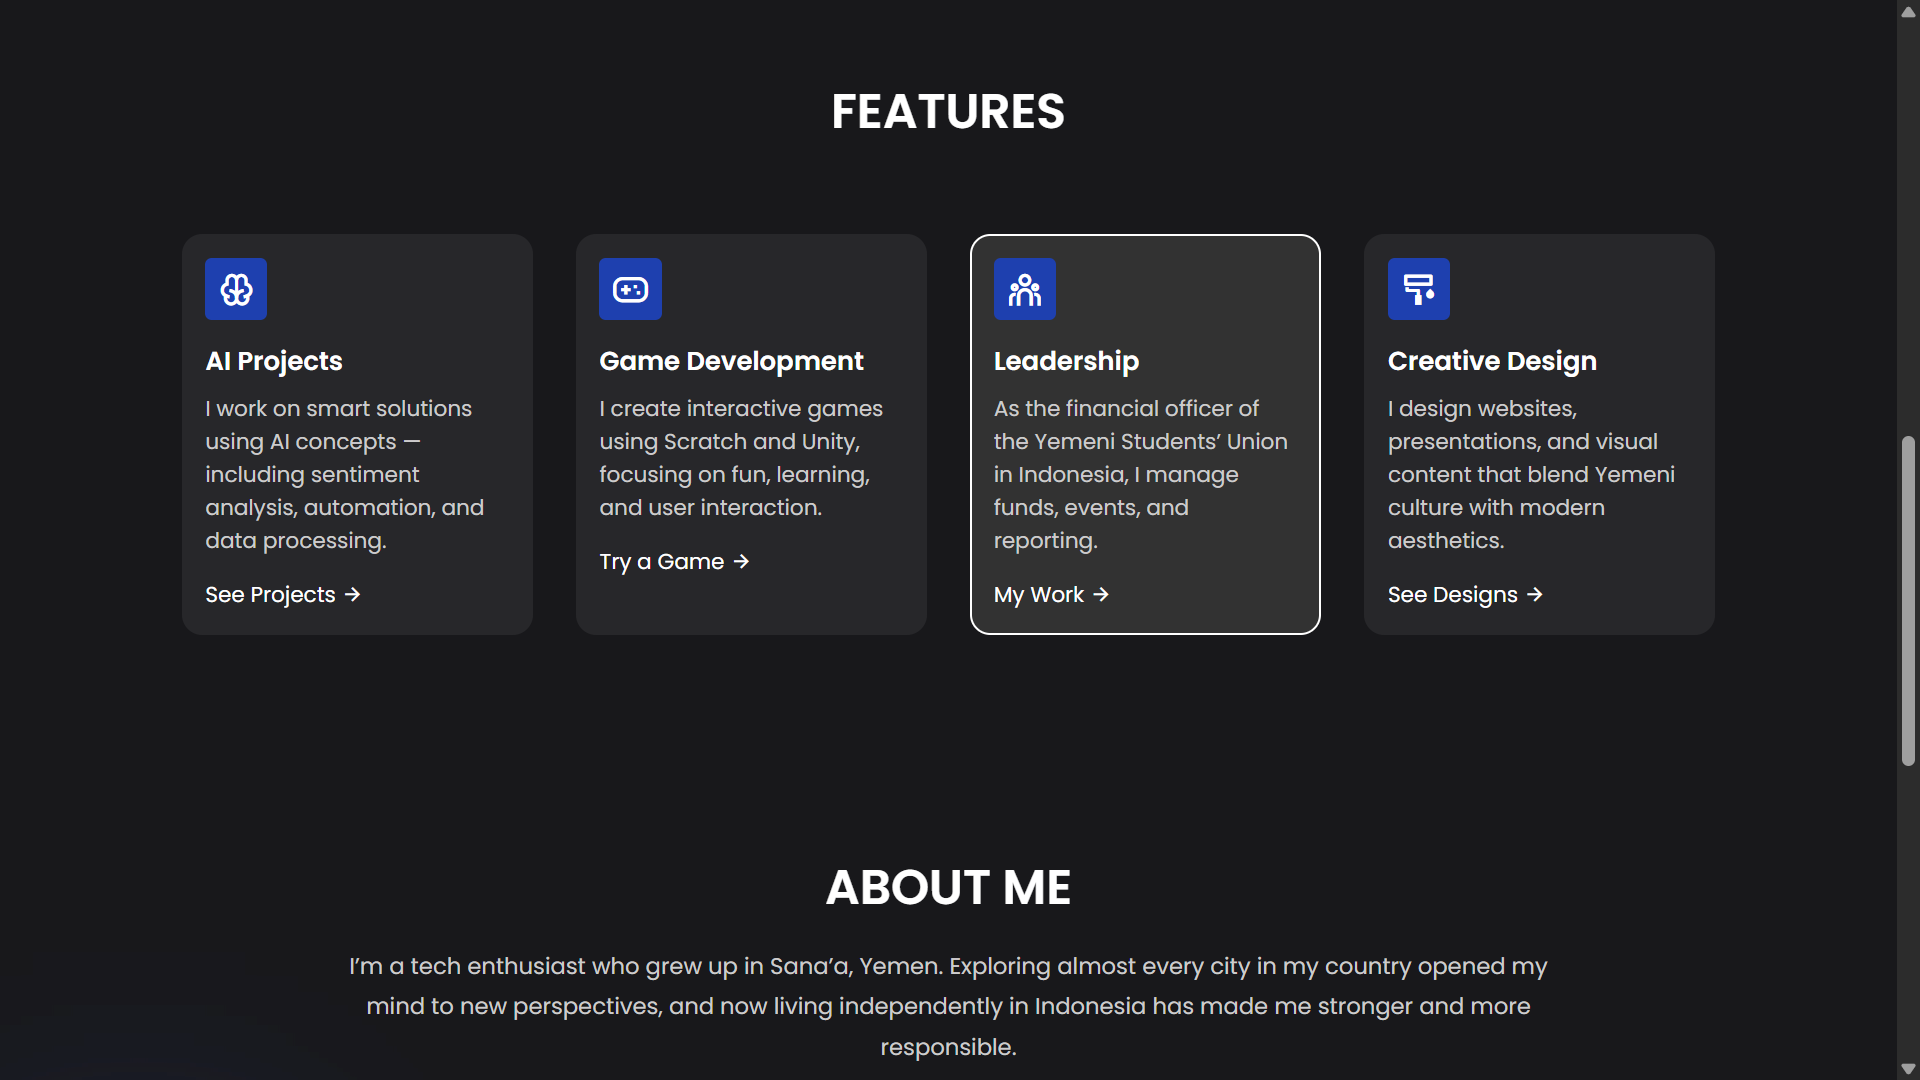 FEATURES
AI Projects
I work on smart solutions
using AI concepts —
including sentiment
analysis, automation, and
data processing.
See Projects →
Game Development
I create interactive games
using Scratch and Unity,
focusing on fun, learning,
and user interaction.
Try a Game →
Leadership
As the financial officer of
the Yemeni Students’ Union
in Indonesia, I manage
funds, events, and
reporting.
My Work →
Creative Design
I design websites,
presentations, and visual
content that blend Yemeni
culture with modern
aesthetics.
See Designs →
ABOUT ME
I’m a tech enthusiast who grew up in Sana’a, Yemen. Exploring almost every city in my country opened my
mind to new perspectives, and now living independently in Indonesia has made me stronger and more
responsible.